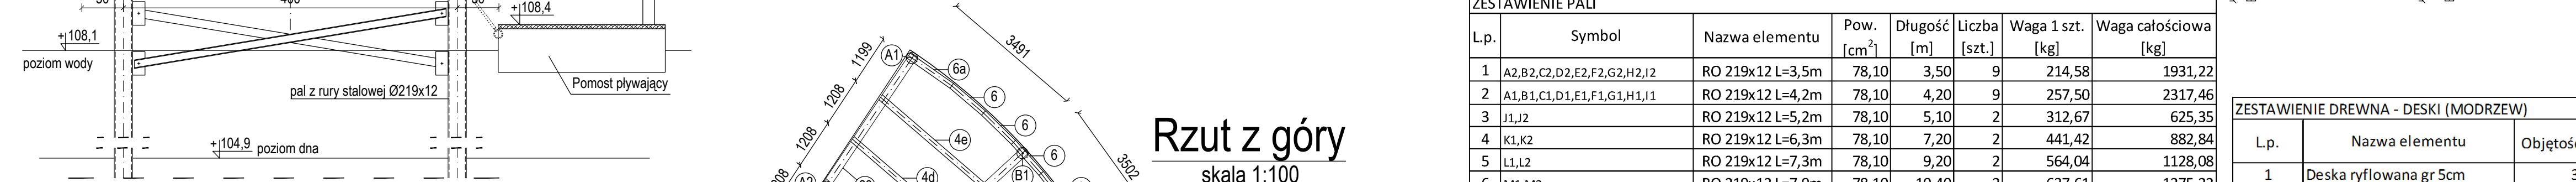 +108,4
+108,1
poziom wody
Pomost pływający
pal z rury stalowej Ø219x12
+104,9 poziom dna
3491
1199
1208
1208
3502
A1
6a
6
6
6
4e
4d
B1
Rzut z góry
skala 1:100
ZESTAWIENIE PALI
L.p. Symbol Nazwa elementu Pow. [cm²] Długość [m] Liczba [szt.] Waga 1 szt. [kg] Waga całościowa [kg]
1 A2,B2,C2,D2,E2,F2,G2,H2,I2 RO 219x12 L=3,5m 78,10 3,50 9 214,58 1931,22
2 A1,B1,C1,D1,E1,F1,G1,H1,I1 RO 219x12 L=4,2m 78,10 4,20 9 257,50 2317,46
3 J1,J2 RO 219x12 L=5,2m 78,10 5,10 2 312,67 625,35
4 K1,K2 RO 219x12 L=6,3m 78,10 7,20 2 441,42 882,84
5 L1,L2 RO 219x12 L=7,3m 78,10 9,20 2 564,04 1128,08
ZESTAWIENIE DREWNA - DESKI (MODRZEW)
L.p. Nazwa elementu Objętoś
1 Deska ryflowana gr 5cm